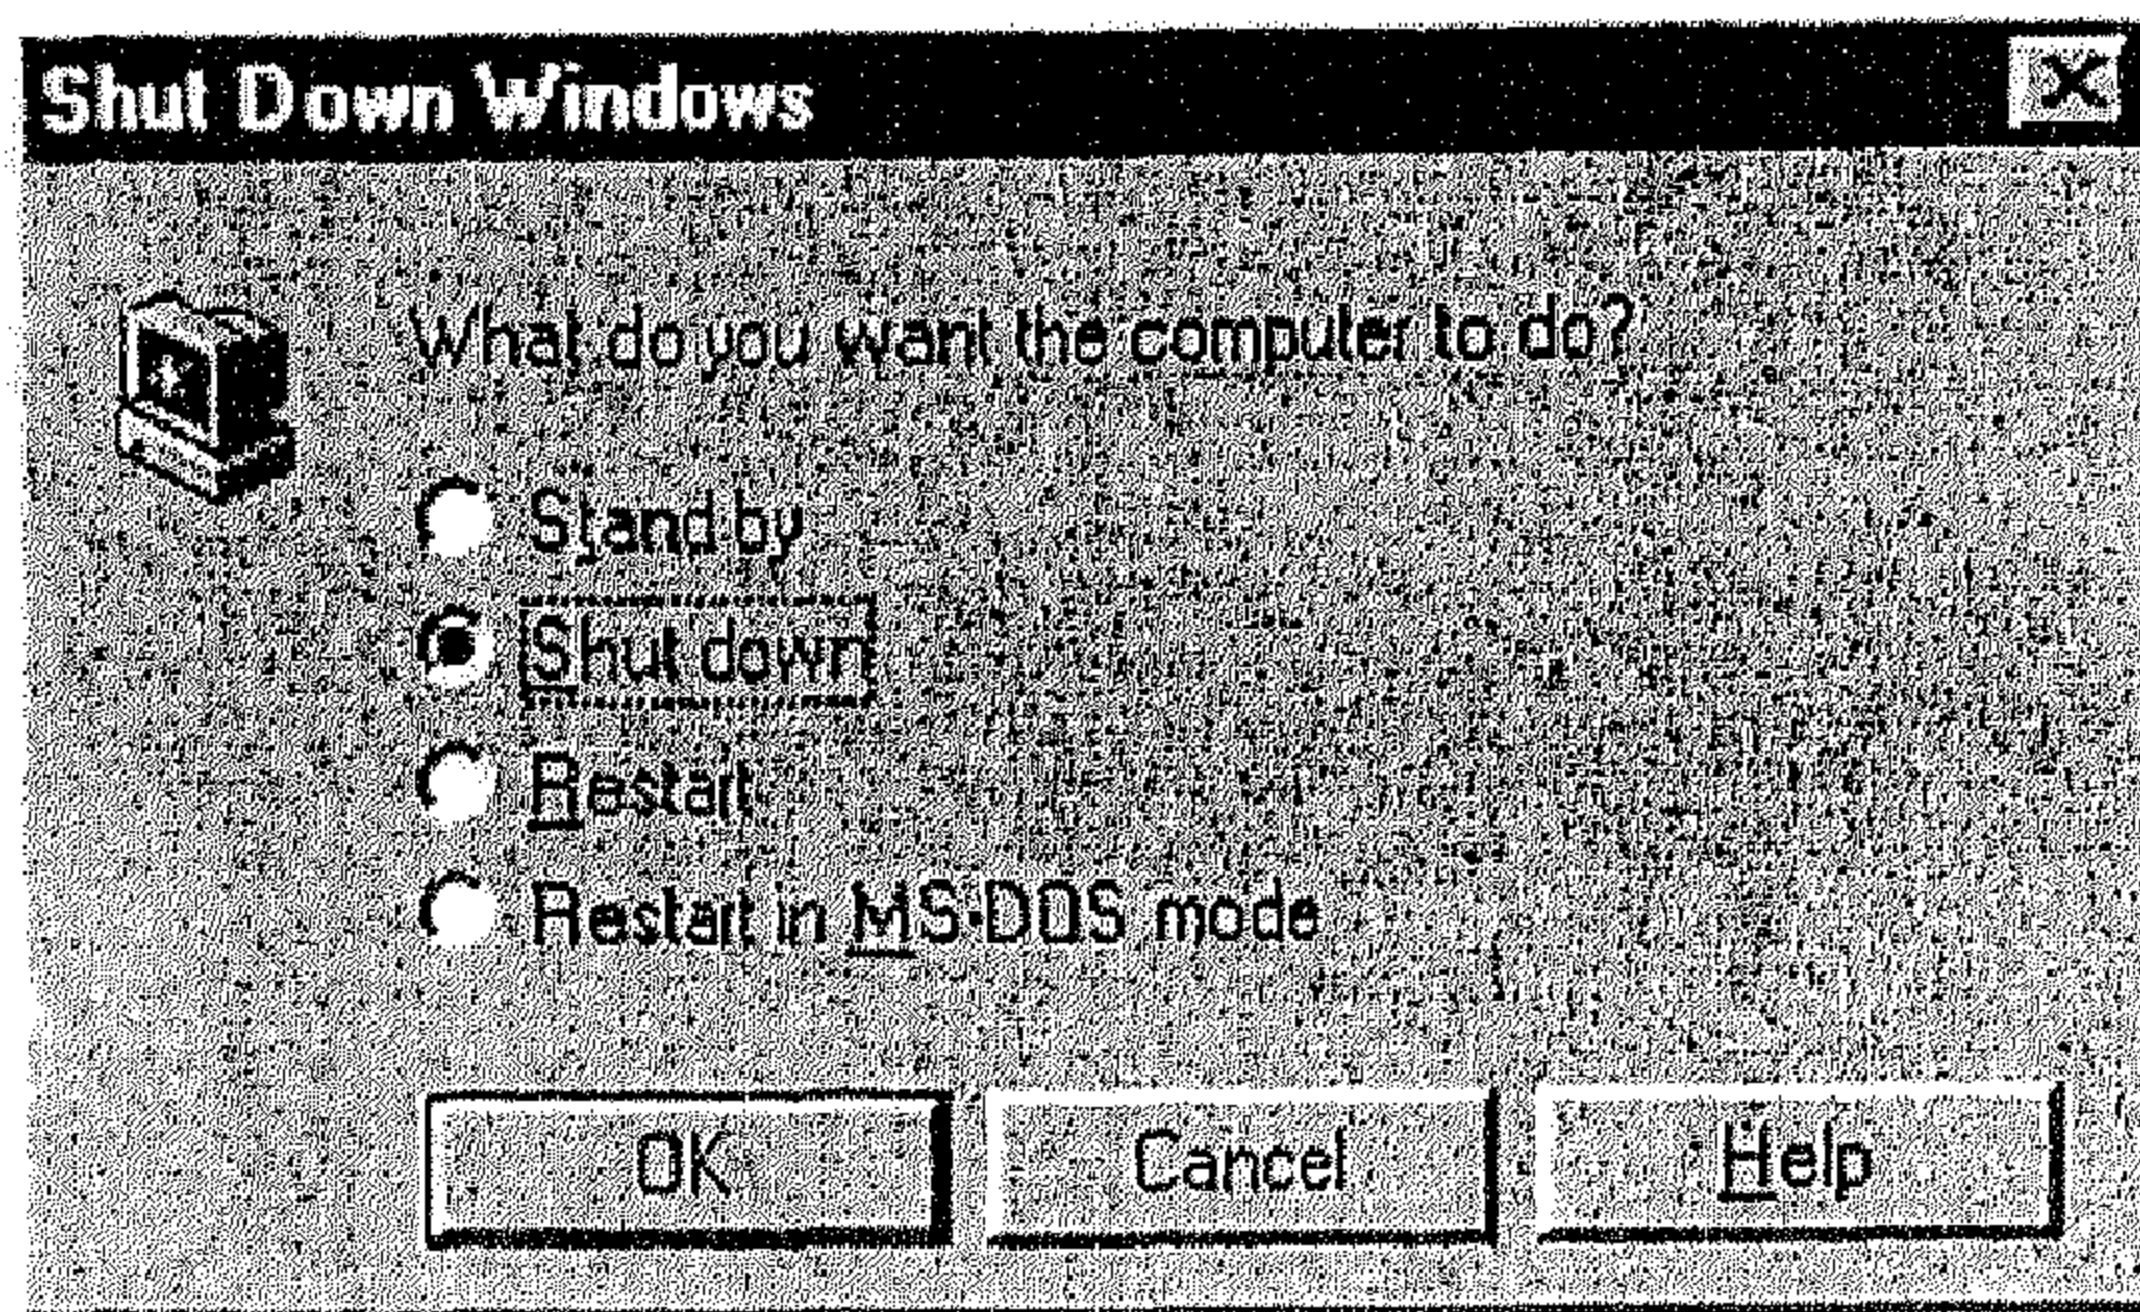 Shut Down Windows
What do you want the computer to do?
Stand by
Shut down
Restart
Restart in MS-DOS mode
OK Cancel Help